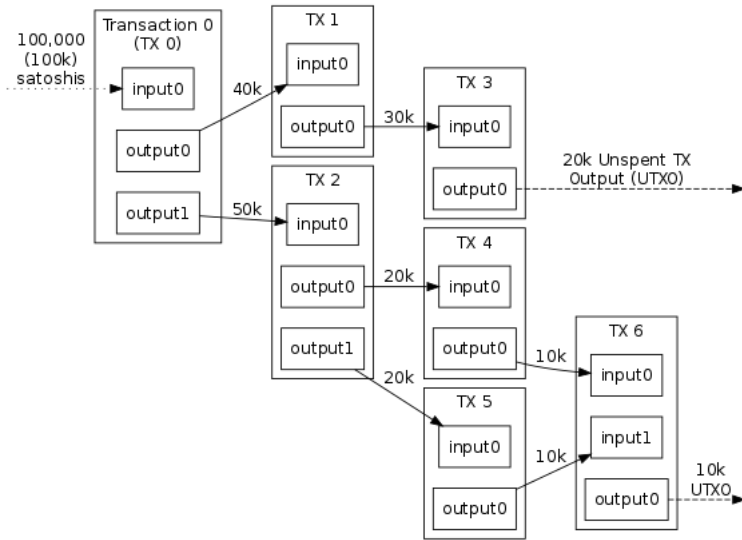 100,000
(100k)
satoshis
Transaction 0
(TX 0)
input0
output0
output1
40k
50k
TX 1
input0
output0
30k
TX 2
input0
output0
output1
20k
20k
TX 3
input0
output0
20k Unspent TX
Output (UTXO)
TX 4
input0
output0
10k
TX 5
input0
output0
10k
TX 6
input0
input1
output0
10k
UTXO